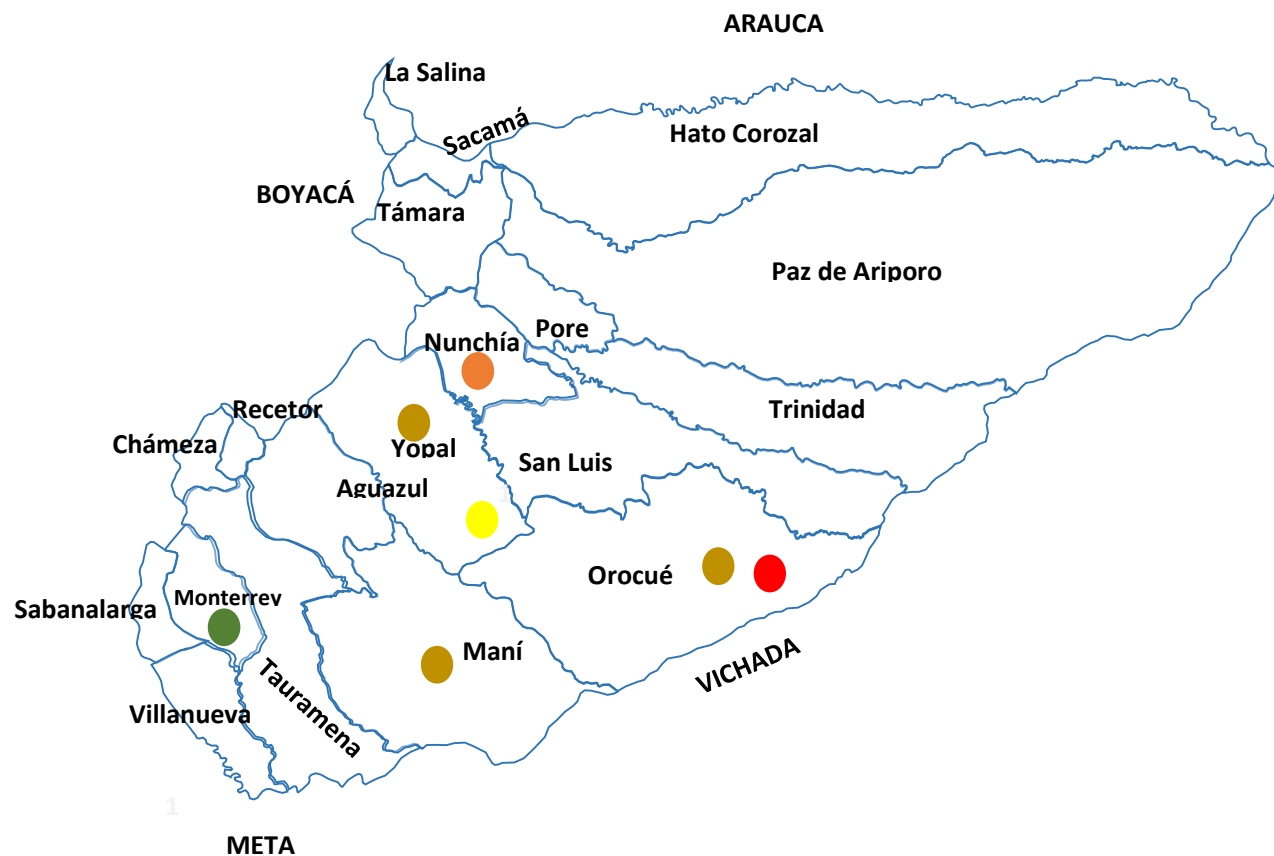 ARAUCA
La Salina
Sacamá
Hato Corozal
BOYACÁ
Támara
Paz de Ariporo
Pore
Nunchía
Recetor
Trinidad
Chámeza
Yopal
San Luis
Aguazul
Orocué
Monterrey
Sabanalarga
Maní
VICHADA
Tauramena
Villanueva
1
META